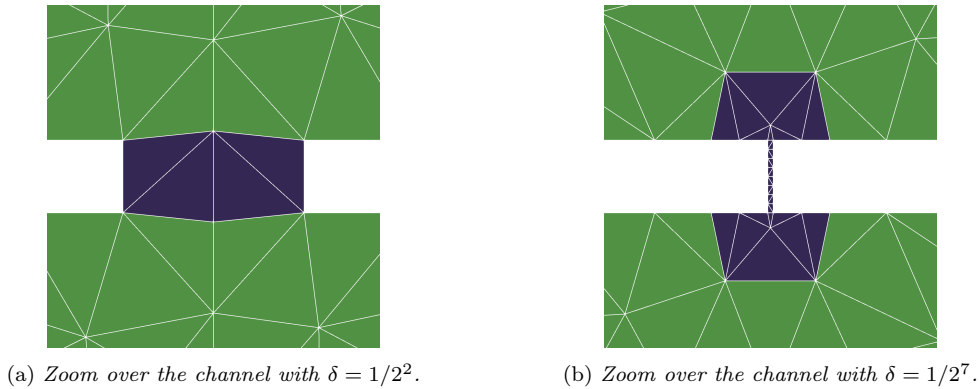 (a) Zoom over the channel with δ = 1/2².
(b) Zoom over the channel with δ = 1/2⁷.